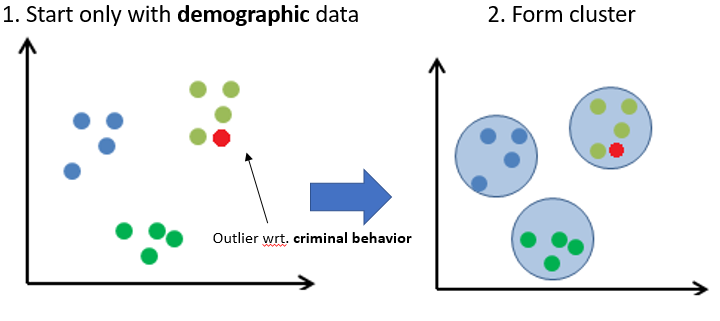 1. Start only with demographic data
2. Form cluster
Outlier wrt. criminal behavior